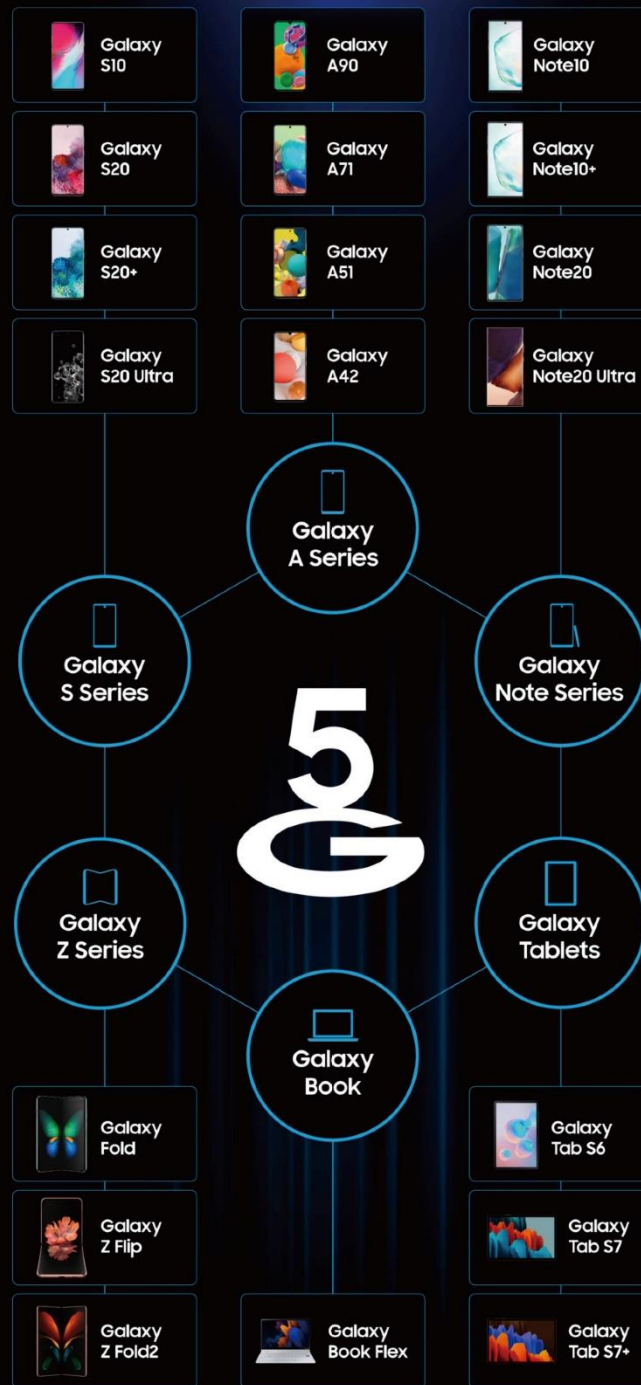 Galaxy
S10
Galaxy
A90
Galaxy
Note10
Galaxy
S20
Galaxy
A71
Galaxy
Note10+
Galaxy
S20+
Galaxy
A51
Galaxy
Note20
Galaxy
S20 Ultra
Galaxy
A42
Galaxy
Note20 Ultra
Galaxy
A Series
Galaxy
S Series
Galaxy
Note Series
5
G
Galaxy
Z Series
Galaxy
Tablets
Galaxy
Book
Galaxy
Fold
Galaxy
Tab S6
Galaxy
Z Flip
Galaxy
Tab S7
Galaxy
Z Fold2
Galaxy
Book Flex
Galaxy
Tab S7+